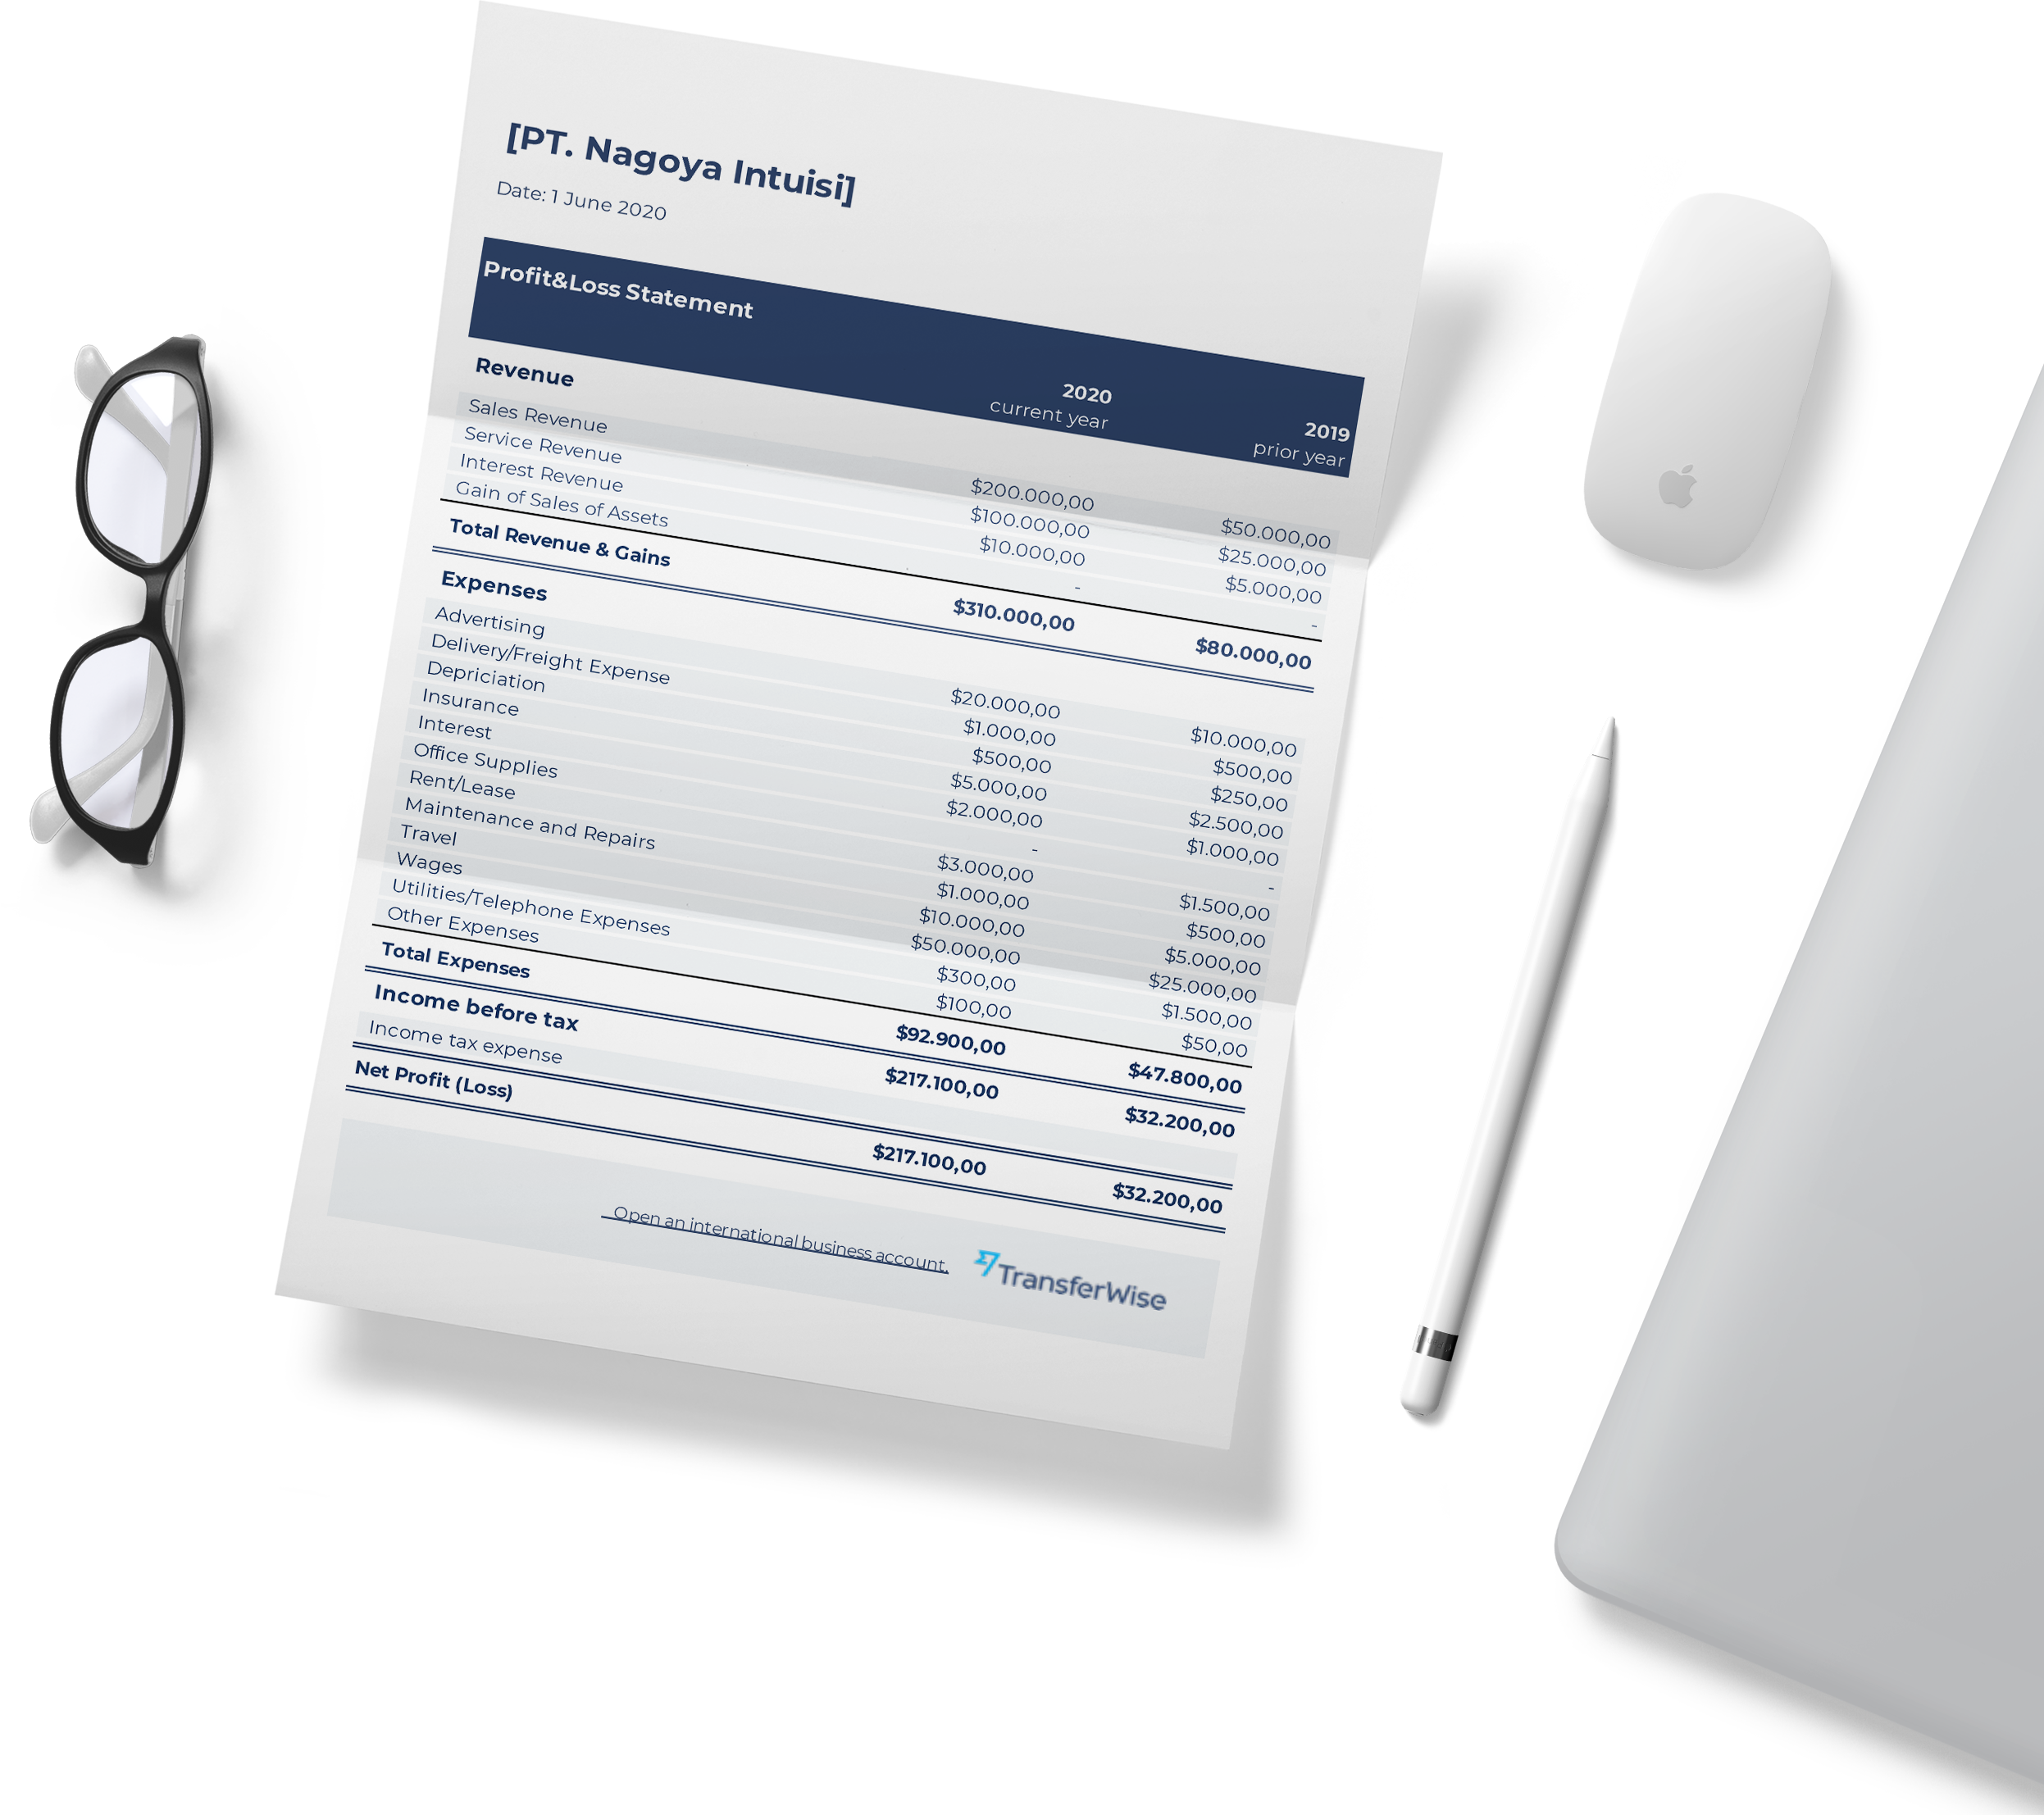 [PT. Nagoya Intuisi]
Date: 1 June 2020
Profit&Loss Statement
2020 2019
current year prior year
Revenue
Sales Revenue $200.000,00 $50.000,00
Service Revenue $100.000,00 $25.000,00
Interest Revenue $10.000,00 $5.000,00
Gain of Sales of Assets - -
Total Revenue & Gains $310.000,00 $80.000,00
Expenses
Advertising $20.000,00 $10.000,00
Delivery/Freight Expense $1.000,00 $500,00
Depriciation $500,00 $250,00
Insurance $5.000,00 $2.500,00
Interest $2.000,00 $1.000,00
Office Supplies - -
Rent/Lease $3.000,00 $1.500,00
Maintenance and Repairs $1.000,00 $500,00
Travel $10.000,00 $5.000,00
Wages $50.000,00 $25.000,00
Utilities/Telephone Expenses $300,00 $1.500,00
Other Expenses $100,00 $50,00
Total Expenses $92.900,00 $47.800,00
Income before tax $217.100,00 $32.200,00
Income tax expense
Net Profit (Loss) $217.100,00 $32.200,00
Open an international business account.
TransferWise